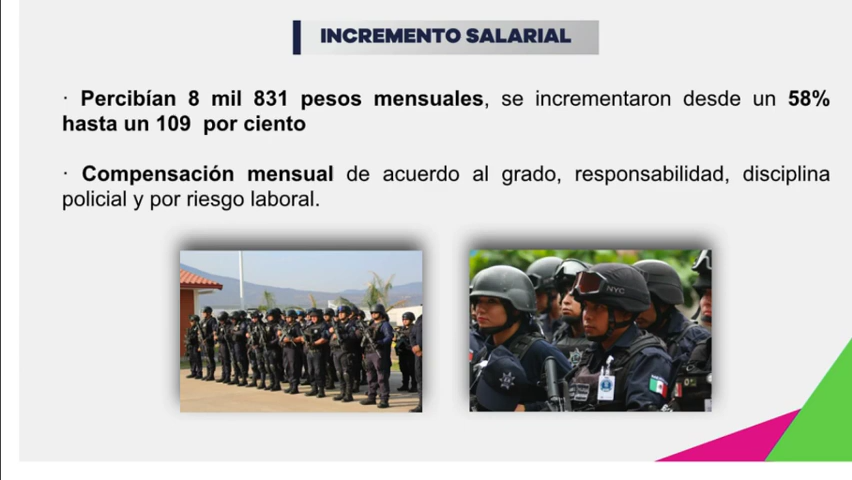 INCREMENTO SALARIAL
· Percibían 8 mil 831 pesos mensuales, se incrementaron desde un 58%
hasta un 109 por ciento
· Compensación mensual de acuerdo al grado, responsabilidad, disciplina
policial y por riesgo laboral.
NYC